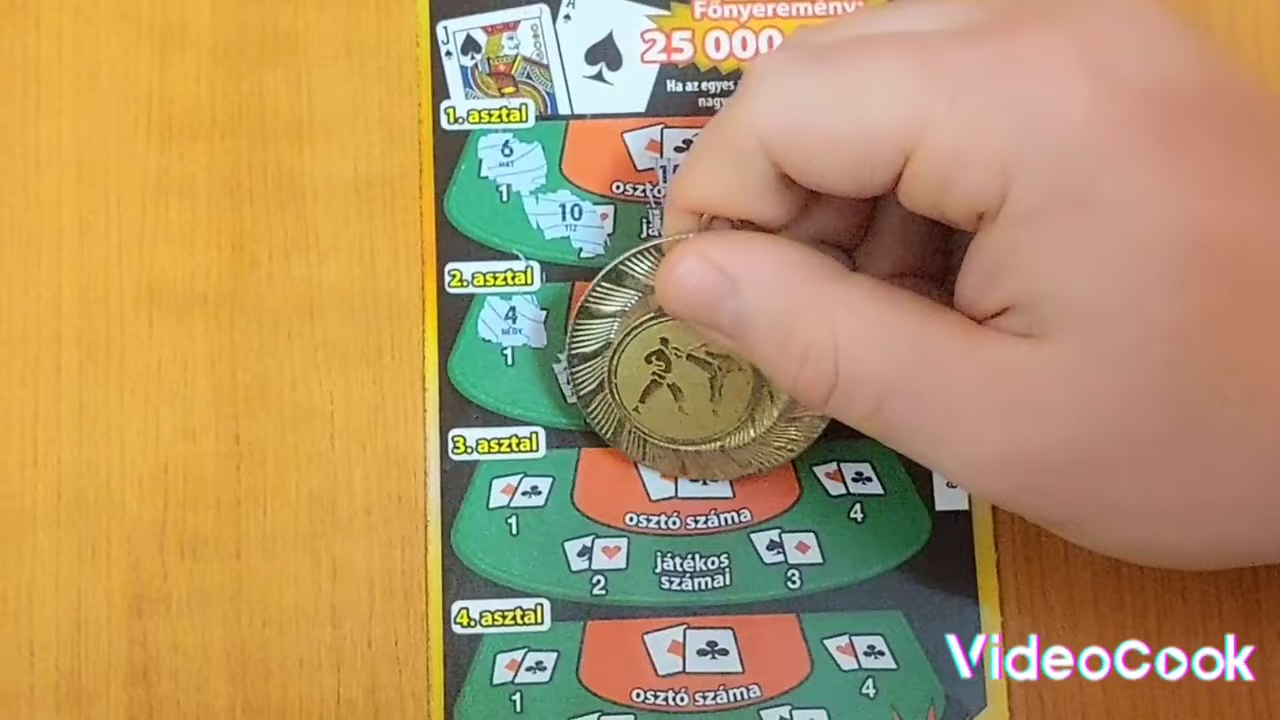 J
A
Főnyeremény:
25 000
Ha az egyes
1. asztal
6
HAT
1
osztó
10
TÍZ
2. asztal
4
NÉGY
1
3. asztal
1
osztó száma
4
2
játékos
számai
3
4. asztal
1
osztó száma
4
VideoCook